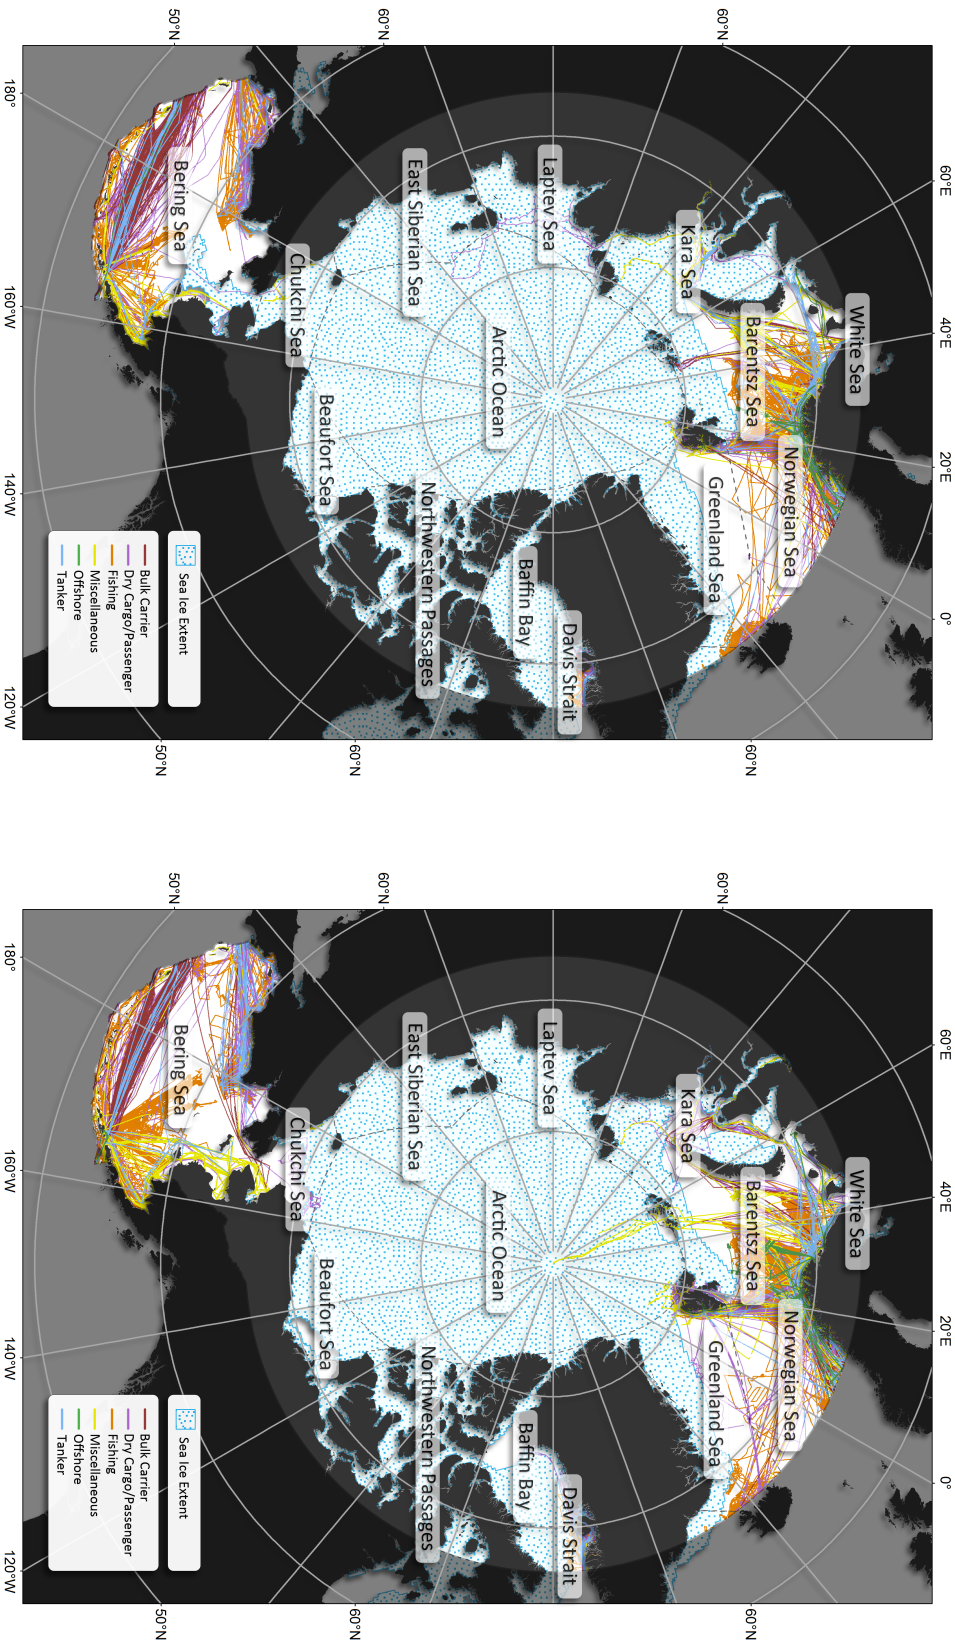 50°N
60°N
60°N
180°
160°W
140°W
120°W
60°E
40°E
20°E
0°
50°N
60°N
60°N
White Sea
Barentsz Sea
Norwegian Sea
Kara Sea
Greenland Sea
Laptev Sea
Davis Strait
Baffin Bay
Arctic Ocean
East Siberian Sea
Northwestern Passages
Beaufort Sea
Chukchi Sea
Bering Sea
Sea Ice Extent
Bulk Carrier
Dry Cargo/Passenger
Fishing
Miscellaneous
Offshore
Tanker
50°N
60°N
60°N
180°
160°W
140°W
120°W
60°E
40°E
20°E
0°
50°N
60°N
60°N
White Sea
Barentsz Sea
Norwegian Sea
Kara Sea
Greenland Sea
Laptev Sea
Davis Strait
Baffin Bay
Arctic Ocean
East Siberian Sea
Northwestern Passages
Beaufort Sea
Chukchi Sea
Bering Sea
Sea Ice Extent
Bulk Carrier
Dry Cargo/Passenger
Fishing
Miscellaneous
Offshore
Tanker